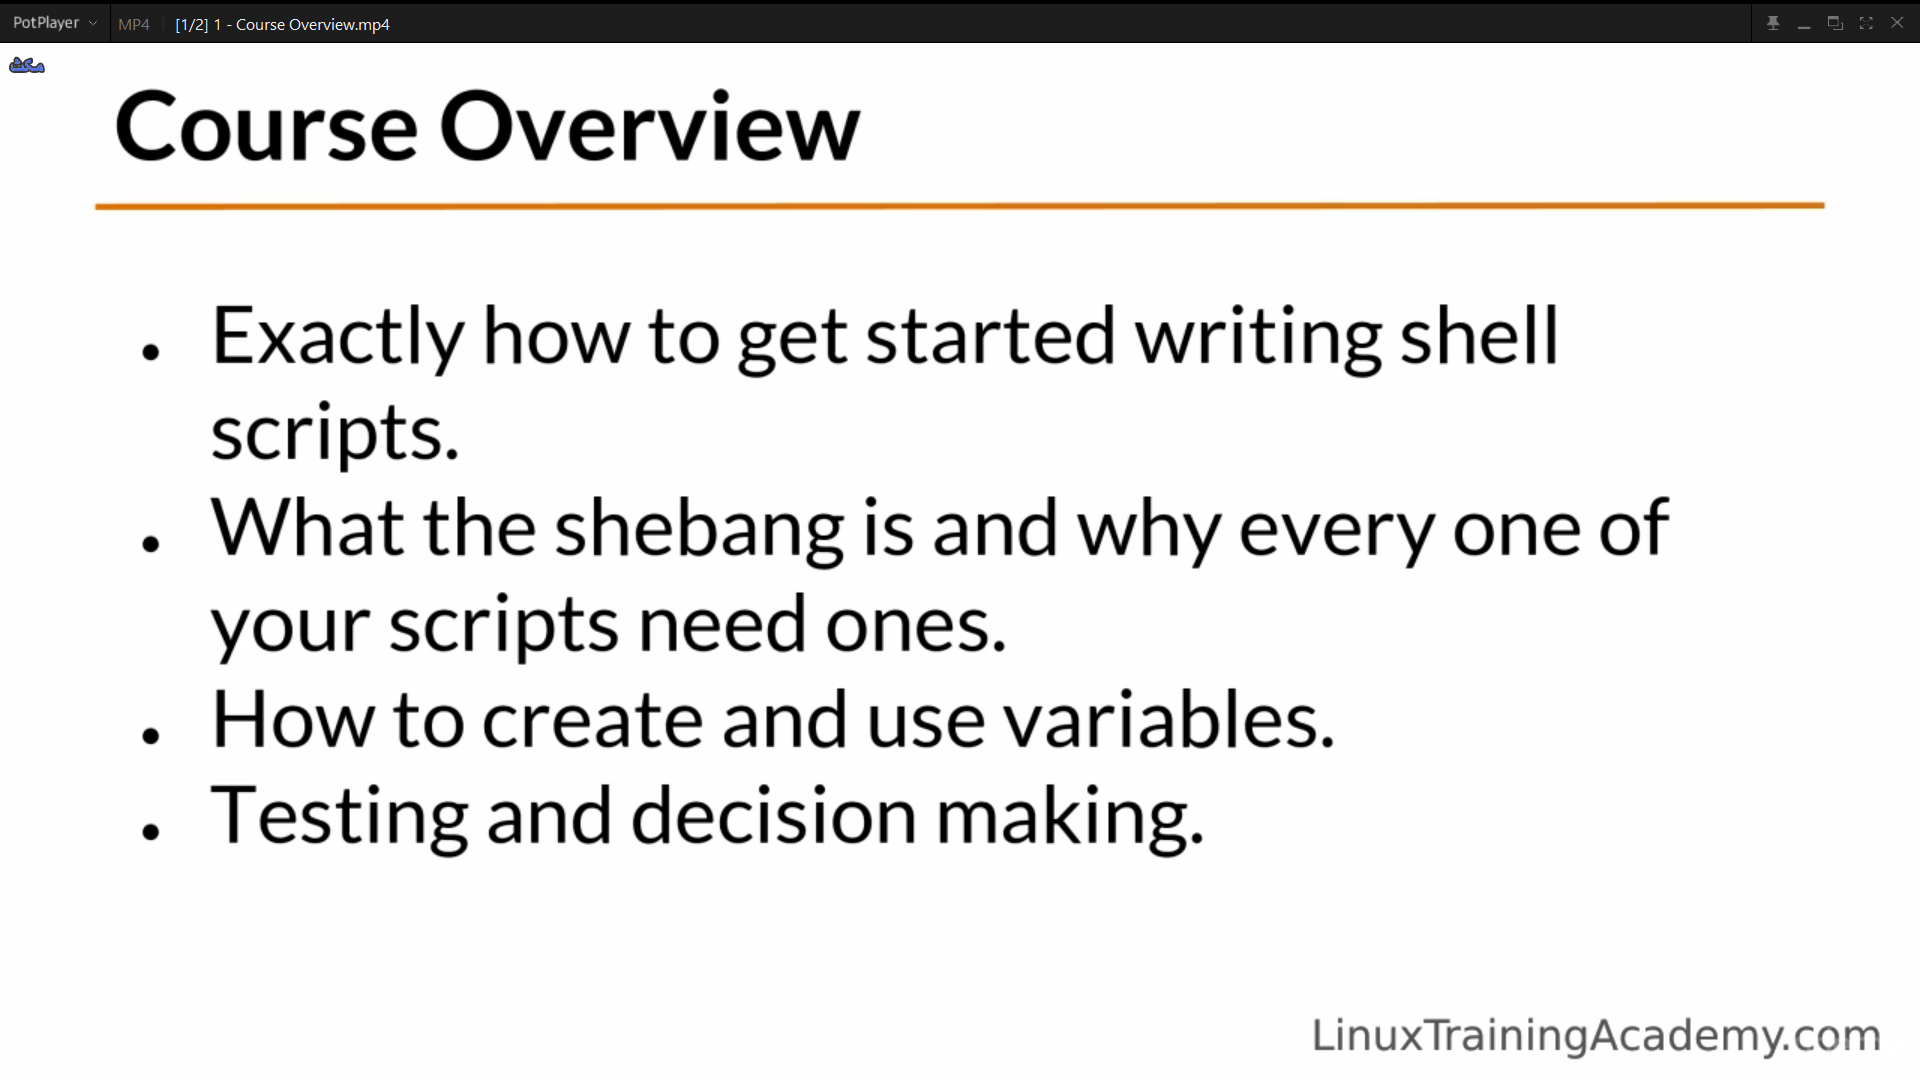 PotPlayer MP4 [1/2] 1 - Course Overview.mp4
Course Overview
• Exactly how to get started writing shell
scripts.
• What the shebang is and why every one of
your scripts need ones.
• How to create and use variables.
• Testing and decision making.
LinuxTrainingAcademy.com